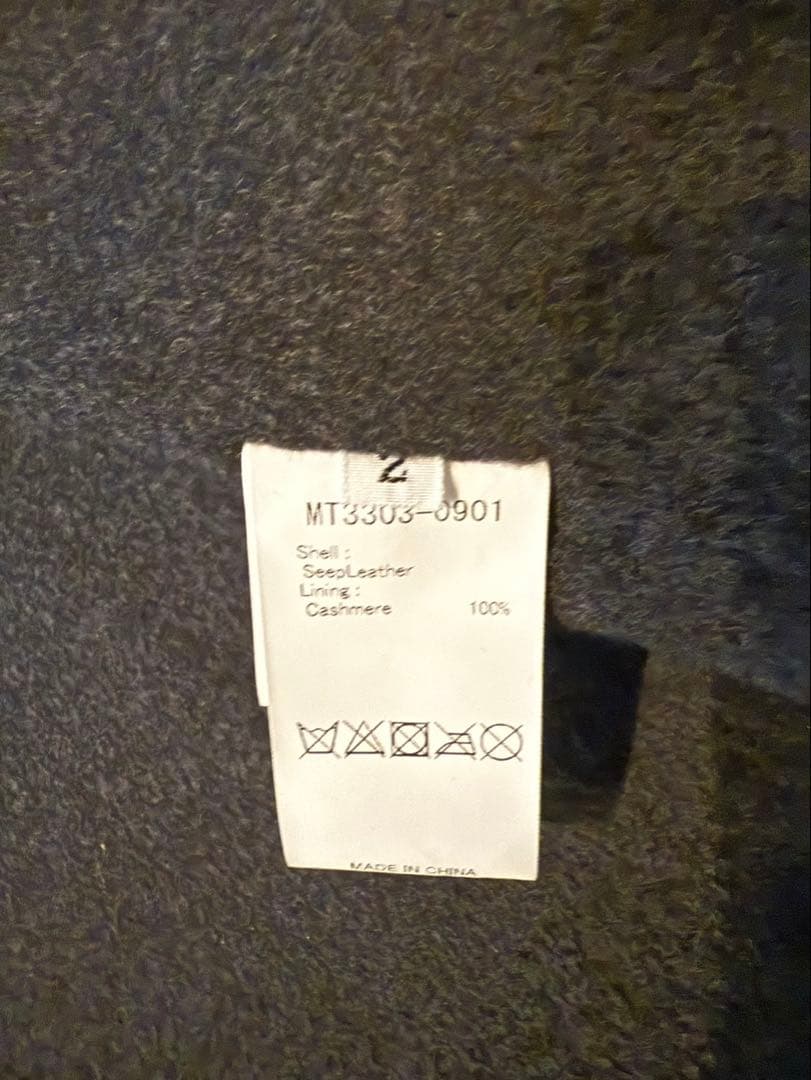 2
MT3303-0901
Shell :
SeepLeather
Lining :
Cashmere 100%
MADE IN CHINA